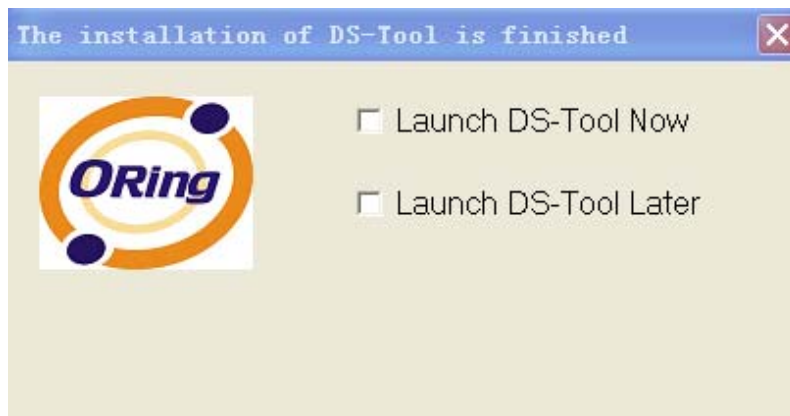 The installation of DS-Tool is finished
ORing
Launch DS-Tool Now
Launch DS-Tool Later